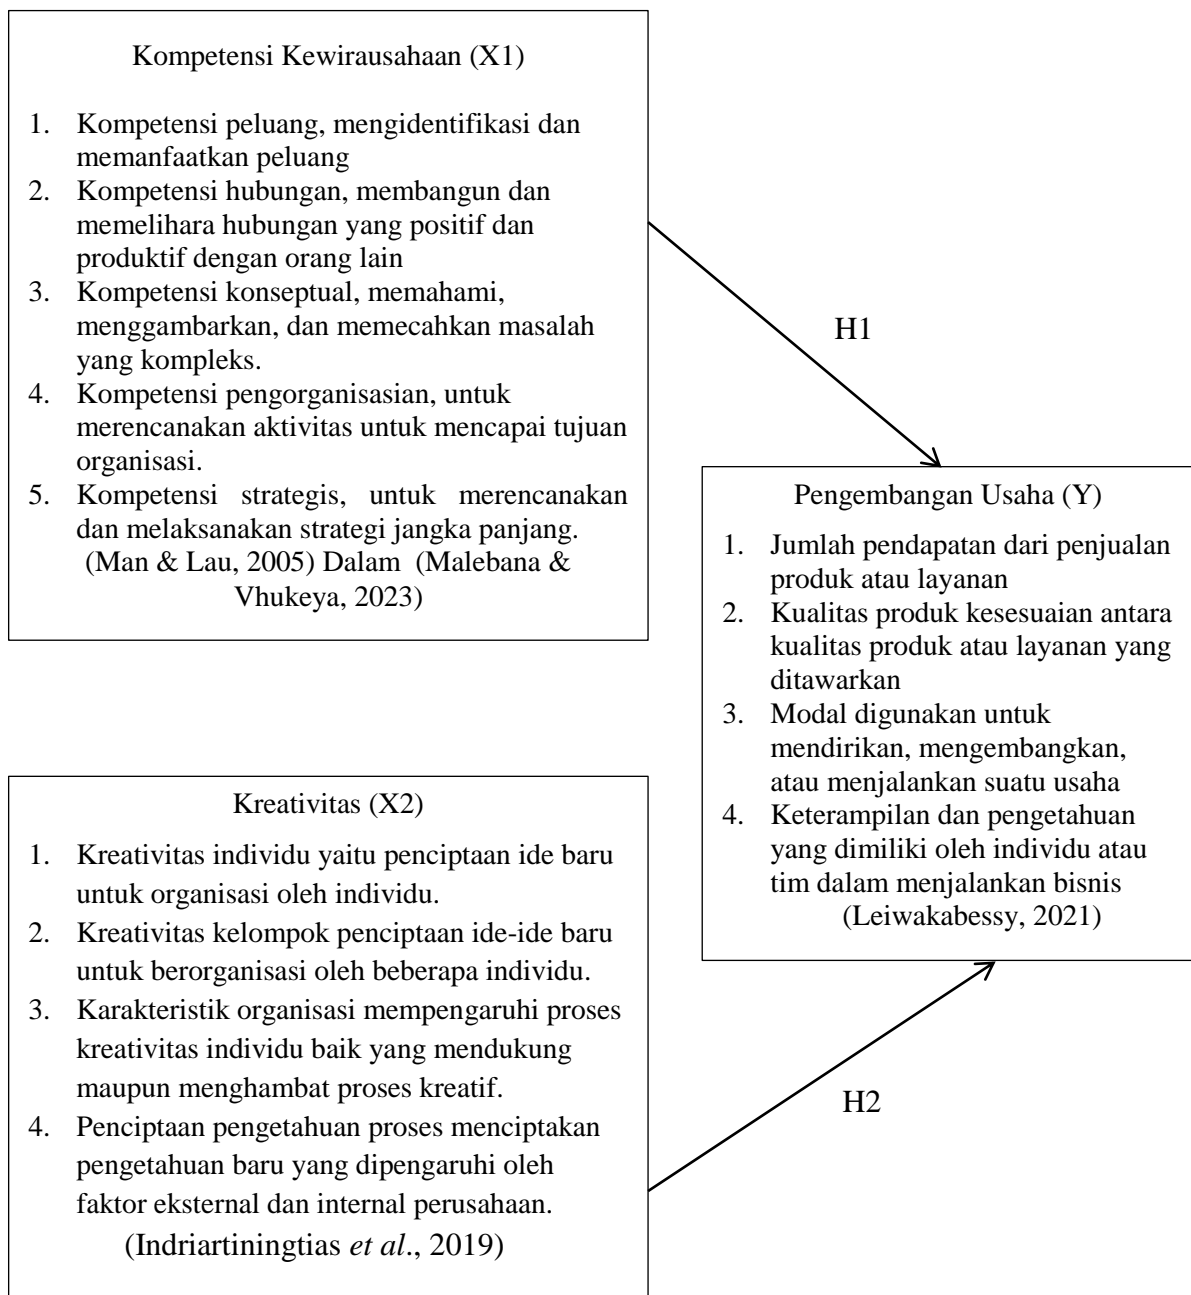 Kompetensi Kewirausahaan (X1)
1. Kompetensi peluang, mengidentifikasi dan
memanfaatkan peluang
2. Kompetensi hubungan, membangun dan
memelihara hubungan yang positif dan
produktif dengan orang lain
3. Kompetensi konseptual, memahami,
menggambarkan, dan memecahkan masalah
yang kompleks.
4. Kompetensi pengorganisasian, untuk
merencanakan aktivitas untuk mencapai tujuan
organisasi.
5. Kompetensi strategis, untuk merencanakan
dan melaksanakan strategi jangka panjang.
(Man & Lau, 2005) Dalam (Malebana &
Vhukeya, 2023)
H1
Pengembangan Usaha (Y)
1. Jumlah pendapatan dari penjualan
produk atau layanan
2. Kualitas produk kesesuaian antara
kualitas produk atau layanan yang
ditawarkan
3. Modal digunakan untuk
mendirikan, mengembangkan,
atau menjalankan suatu usaha
4. Keterampilan dan pengetahuan
yang dimiliki oleh individu atau
tim dalam menjalankan bisnis
(Leiwakabessy, 2021)
Kreativitas (X2)
1. Kreativitas individu yaitu penciptaan ide baru
untuk organisasi oleh individu.
2. Kreativitas kelompok penciptaan ide-ide baru
untuk berorganisasi oleh beberapa individu.
3. Karakteristik organisasi mempengaruhi proses
kreativitas individu baik yang mendukung
maupun menghambat proses kreatif.
4. Penciptaan pengetahuan proses menciptakan
pengetahuan baru yang dipengaruhi oleh
faktor eksternal dan internal perusahaan.
(Indriartiningtias et al., 2019)
H2